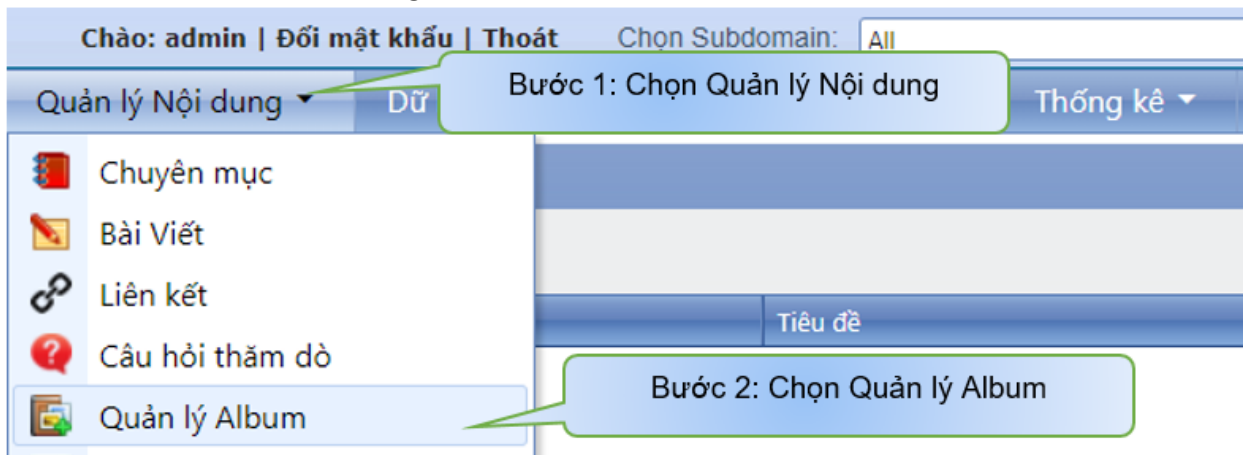 Chào: admin | Đổi mật khẩu | Thoát Chọn Subdomain: All
Bước 1: Chọn Quản lý Nội dung
Quản lý Nội dung Dữ Thống kê
Chuyên mục
Bài Viết
Liên kết
Tiêu đề
Câu hỏi thăm dò
Bước 2: Chọn Quản lý Album
Quản lý Album